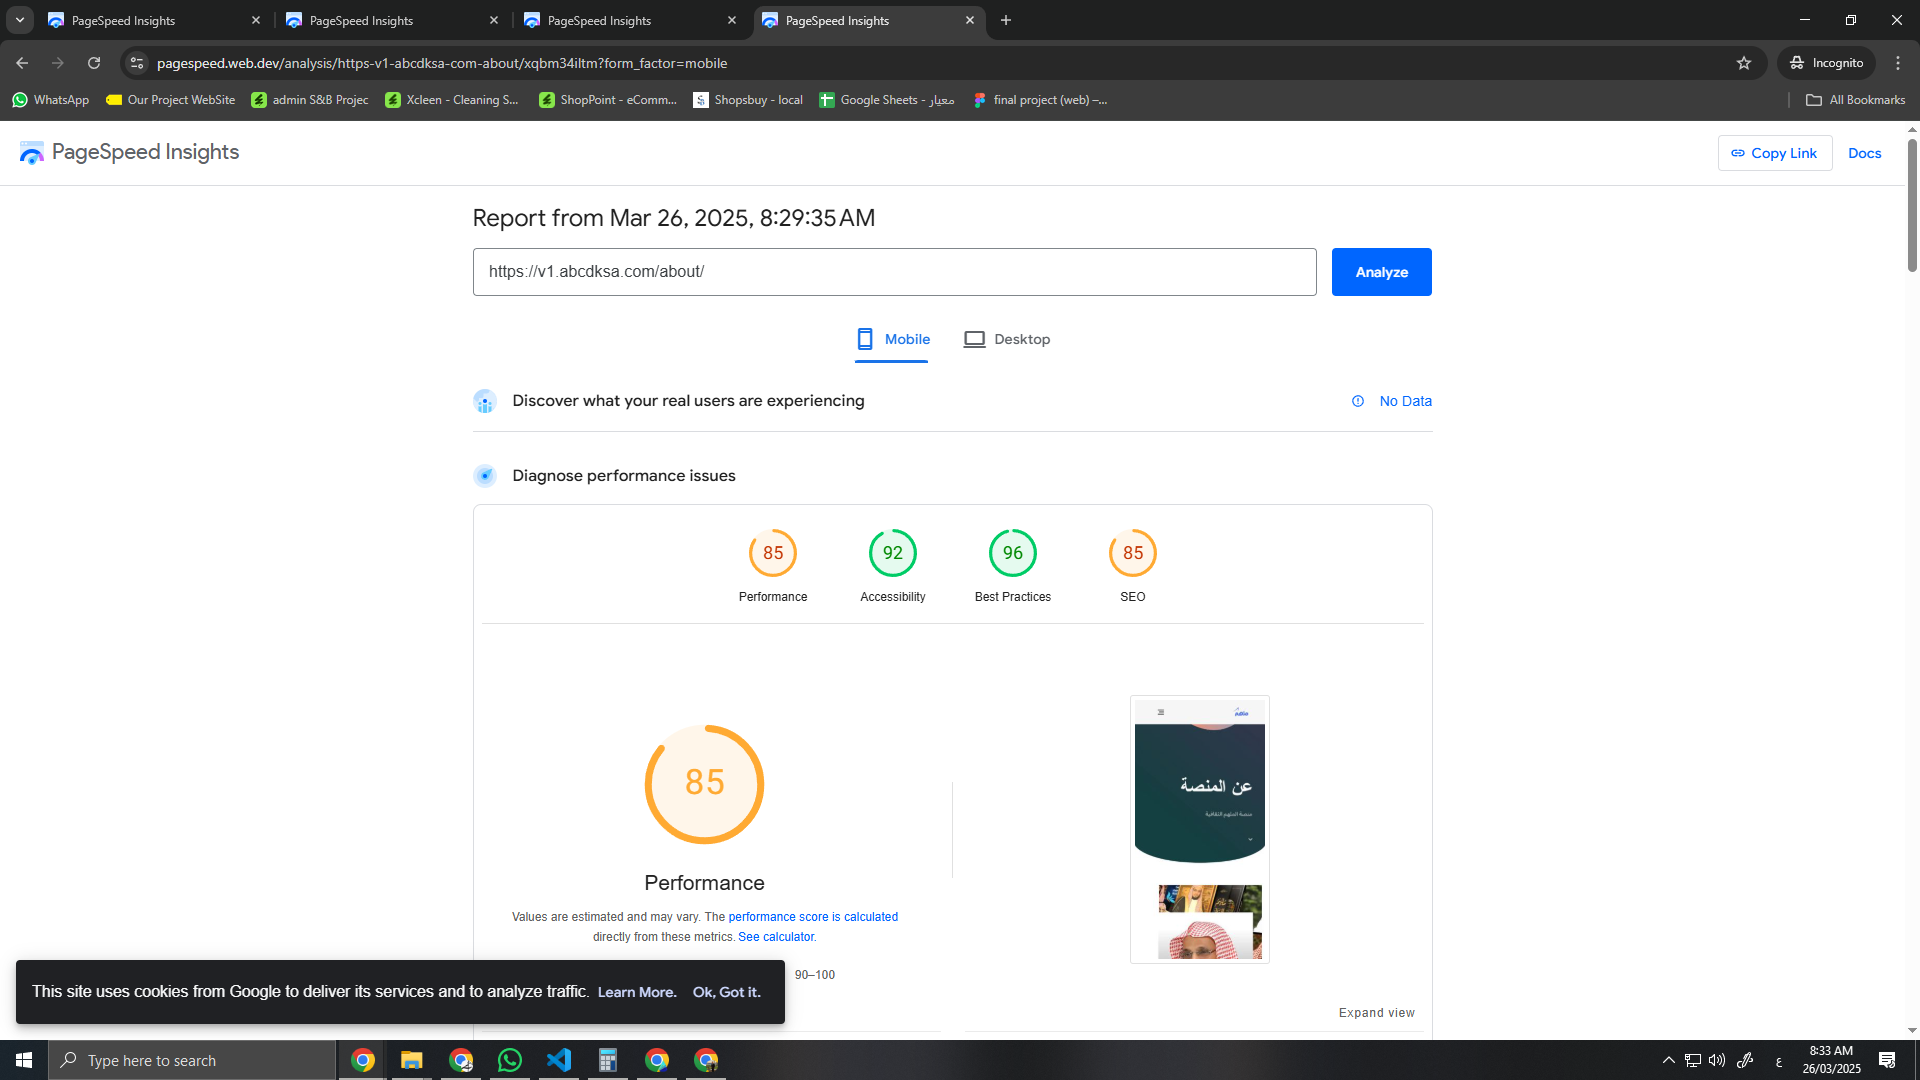 PageSpeed Insights
PageSpeed Insights
PageSpeed Insights
PageSpeed Insights
pagespeed.web.dev/analysis/https-v1-abcdksa-com-about/xqbm34iltm?form_factor=mobile
Incognito
WhatsApp
Our Project WebSite
admin S&B Projec
Xcleen - Cleaning S...
ShopPoint - eComm...
Shopsbuy - local
Google Sheets - معيار
final project (web) –...
All Bookmarks
PageSpeed Insights
Copy Link
Docs
Report from Mar 26, 2025, 8:29:35 AM
https://v1.abcdksa.com/about/
Analyze
Mobile
Desktop
Discover what your real users are experiencing
No Data
Diagnose performance issues
85
92
96
85
Performance
Accessibility
Best Practices
SEO
85
عن المنصة
منصة الملهم الثقافية
Performance
Values are estimated and may vary. The performance score is calculated
directly from these metrics. See calculator.
90–100
Expand view
This site uses cookies from Google to deliver its services and to analyze traffic. Learn More. Ok, Got it.
Type here to search
ع
8:33 AM
26/03/2025